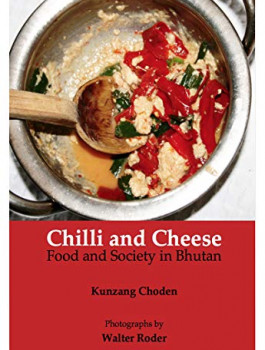 Chilli and Cheese
Food and Society in Bhutan
Kunzang Choden
Photographs by
Walter Roder